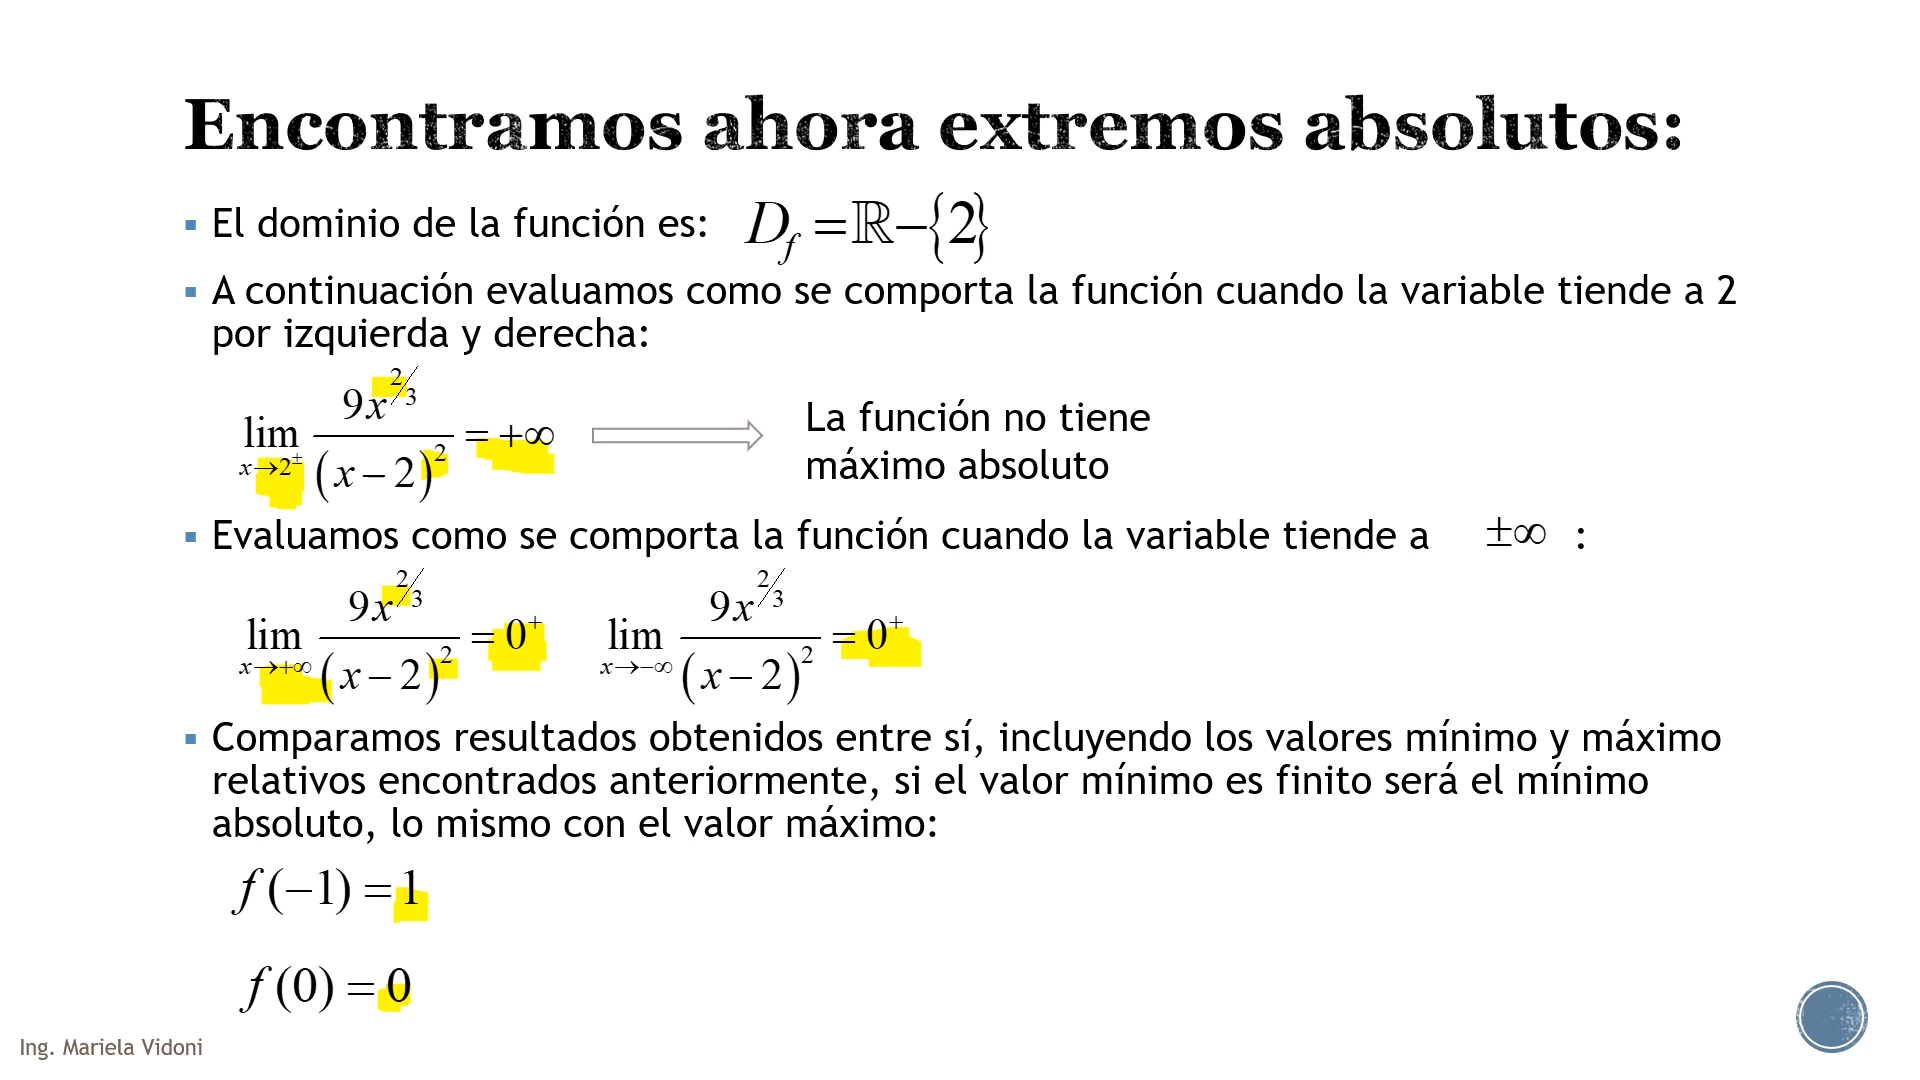 Encontramos ahora extremos absolutos:
▪ El dominio de la función es: D_f = ℝ − {2}
▪ A continuación evaluamos como se comporta la función cuando la variable tiende a 2
por izquierda y derecha:
lim_{x→2^±} 9x^{2/3} / (x − 2)^2 = +∞
La función no tiene
máximo absoluto
▪ Evaluamos como se comporta la función cuando la variable tiende a ±∞ :
lim_{x→+∞} 9x^{2/3} / (x − 2)^2 = 0^+ lim_{x→−∞} 9x^{2/3} / (x − 2)^2 = 0^+
▪ Comparamos resultados obtenidos entre sí, incluyendo los valores mínimo y máximo
relativos encontrados anteriormente, si el valor mínimo es finito será el mínimo
absoluto, lo mismo con el valor máximo:
f(−1) = 1
f(0) = 0
Ing. Mariela Vidoni